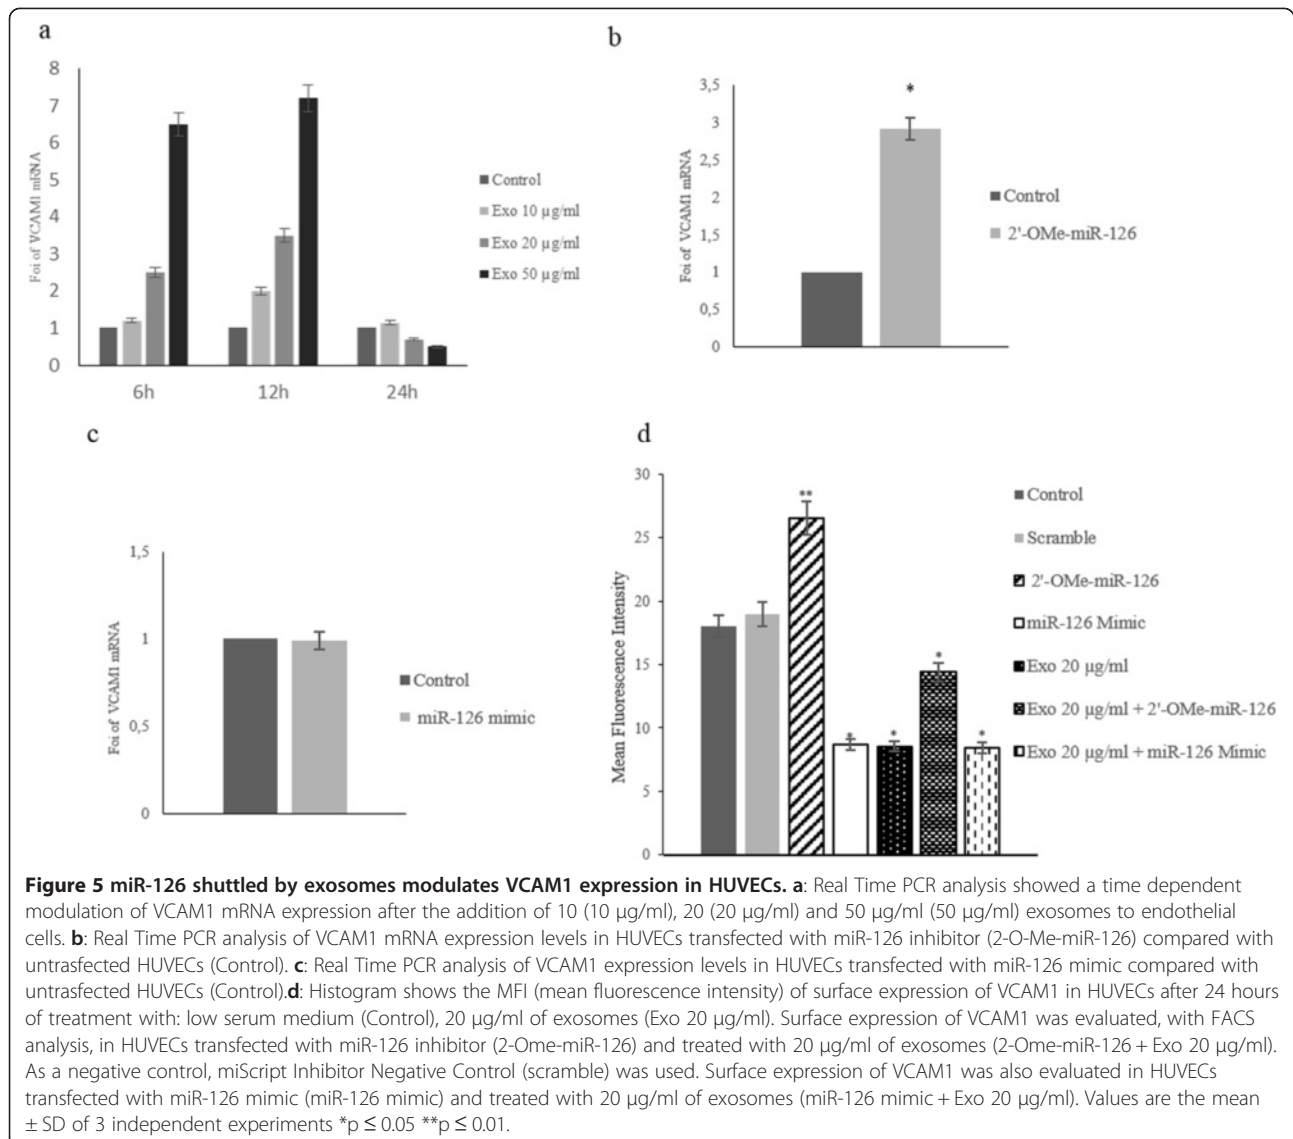 a
8
7
6
5
4
3
2
1
0
Foi of VCAM1 mRNA
6h
12h
24h
Control
Exo 10 µg/ml
Exo 20 µg/ml
Exo 50 µg/ml
b
3,5
3
2,5
2
1,5
1
0,5
0
Foi of VCAM1 mRNA
*
Control
2'-OMe-miR-126
c
1,5
1
0,5
0
Foi of VCAM1 mRNA
Control
miR-126 mimic
d
30
25
20
15
10
5
0
Mean Fluorescence Intensity
**
*
*
*
*
Control
Scramble
2'-OMe-miR-126
miR-126 Mimic
Exo 20 µg/ml
Exo 20 µg/ml + 2'-OMe-miR-126
Exo 20 µg/ml + miR-126 Mimic
Figure 5 miR-126 shuttled by exosomes modulates VCAM1 expression in HUVECs. a: Real Time PCR analysis showed a time dependent
modulation of VCAM1 mRNA expression after the addition of 10 (10 µg/ml), 20 (20 µg/ml) and 50 µg/ml (50 µg/ml) exosomes to endothelial
cells. b: Real Time PCR analysis of VCAM1 mRNA expression levels in HUVECs transfected with miR-126 inhibitor (2-O-Me-miR-126) compared with
untrasfected HUVECs (Control). c: Real Time PCR analysis of VCAM1 expression levels in HUVECs transfected with miR-126 mimic compared with
untrasfected HUVECs (Control).d: Histogram shows the MFI (mean fluorescence intensity) of surface expression of VCAM1 in HUVECs after 24 hours
of treatment with: low serum medium (Control), 20 µg/ml of exosomes (Exo 20 µg/ml). Surface expression of VCAM1 was evaluated, with FACS
analysis, in HUVECs transfected with miR-126 inhibitor (2-Ome-miR-126) and treated with 20 µg/ml of exosomes (2-Ome-miR-126 + Exo 20 µg/ml).
As a negative control, miScript Inhibitor Negative Control (scramble) was used. Surface expression of VCAM1 was also evaluated in HUVECs
transfected with miR-126 mimic (miR-126 mimic) and treated with 20 µg/ml of exosomes (miR-126 mimic + Exo 20 µg/ml). Values are the mean
± SD of 3 independent experiments *p ≤ 0.05 **p ≤ 0.01.